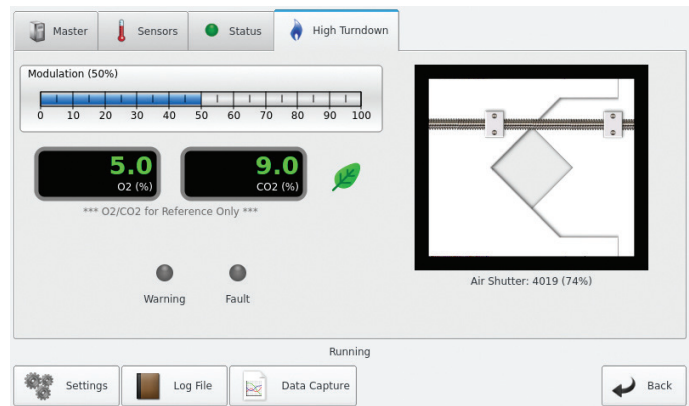 Master Sensors Status High Turndown
Modulation (50%)
0 10 20 30 40 50 60 70 80 90 100
5.0 9.0
O2 (%) CO2 (%)
*** O2/CO2 for Reference Only ***
Air Shutter: 4019 (74%)
Warning Fault
Running
Settings Log File Data Capture Back